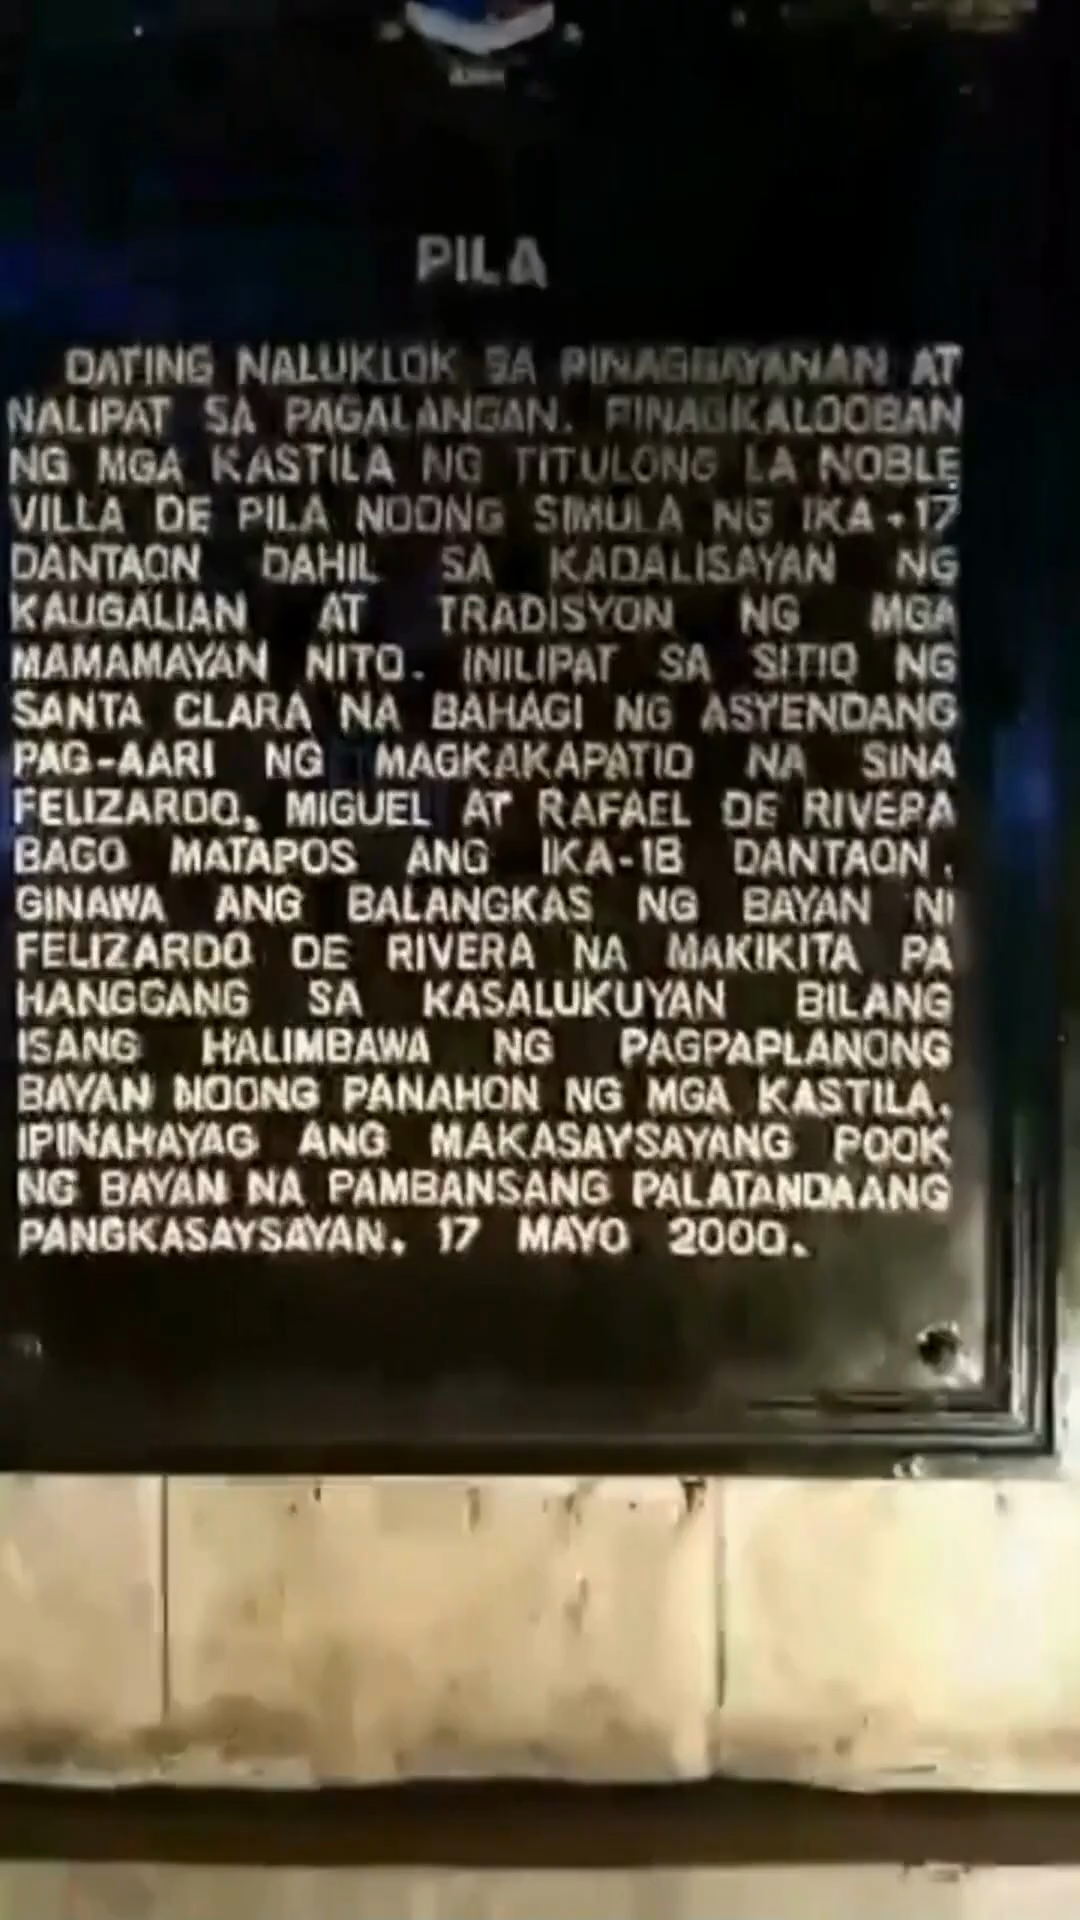 PILA
DATING NALUKLOK SA PINAGBAYANAN AT
NALIPAT SA PAGALANGAN. PINAGKALOOBAN
NG MGA KASTILA NG TITULONG LA NOBLE
VILLA DE PILA NOONG SIMULA NG IKA-17
DANTAON DAHIL SA KADALISAYAN NG
KAUGALIAN AT TRADISYON NG MGA
MAMAMAYAN NITO. INILIPAT SA SITIO NG
SANTA CLARA NA BAHAGI NG ASYENDANG
PAG-AARI NG MAGKAKAPATID NA SINA
FELIZARDO, MIGUEL AT RAFAEL DE RIVERA
BAGO MATAPOS ANG IKA-18 DANTAON.
GINAWA ANG BALANGKAS NG BAYAN NI
FELIZARDO DE RIVERA NA MAKIKITA PA
HANGGANG SA KASALUKUYAN BILANG
ISANG HALIMBAWA NG PAGPAPLANONG
BAYAN NOONG PANAHON NG MGA KASTILA.
IPINAHAYAG ANG MAKASAYSAYANG POOK
NG BAYAN NA PAMBANSANG PALATANDAANG
PANGKASAYSAYAN. 17 MAYO 2000.